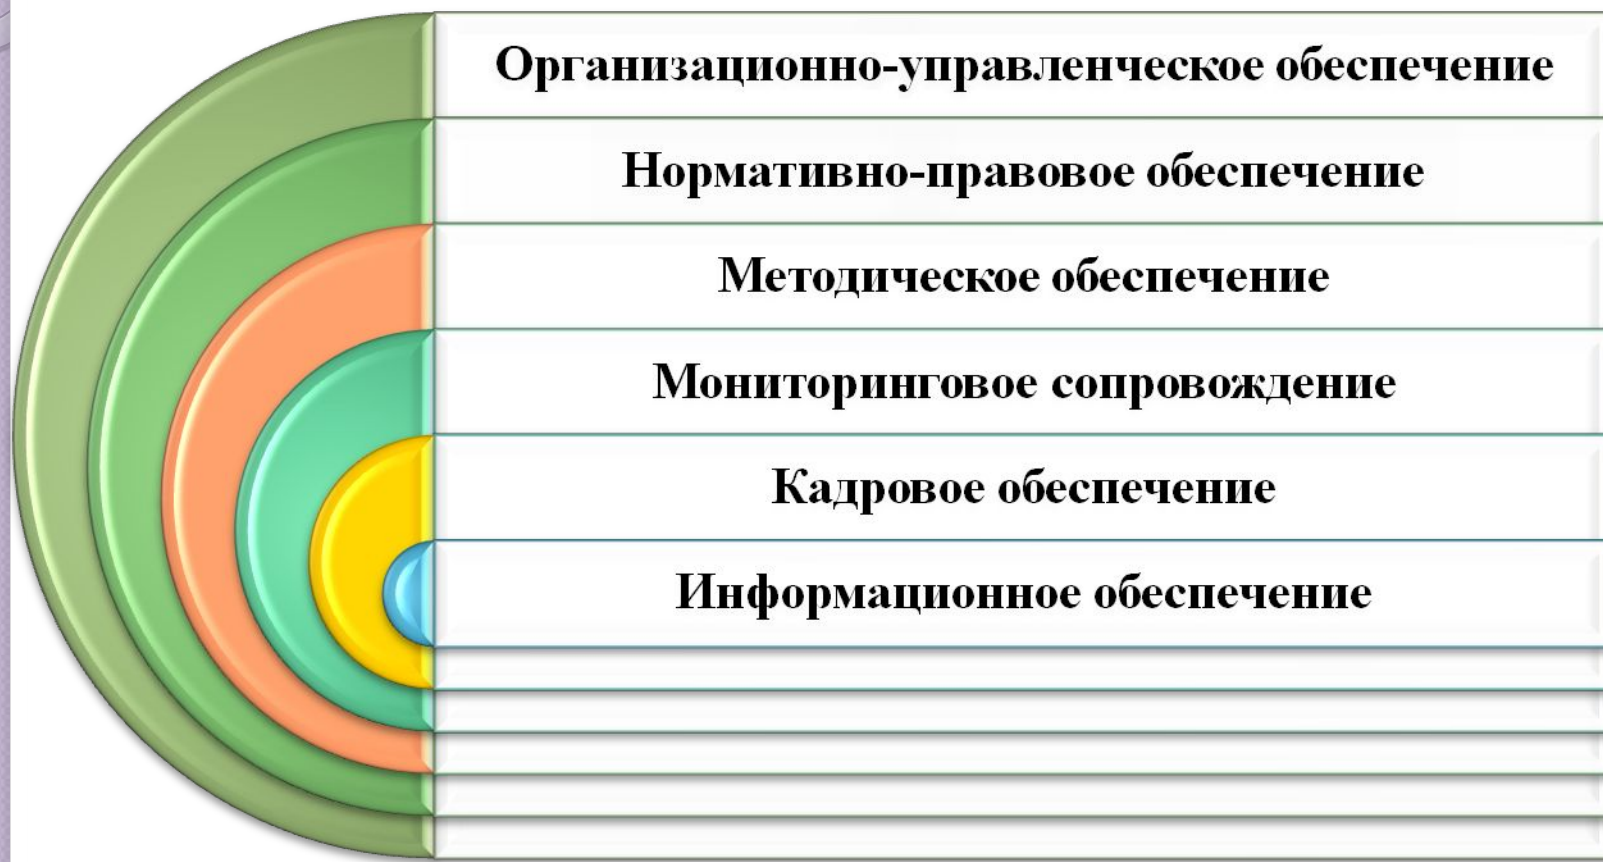 Организационно-управленческое обеспечение
Нормативно-правовое обеспечение
Методическое обеспечение
Мониторинговое сопровождение
Кадровое обеспечение
Информационное обеспечение